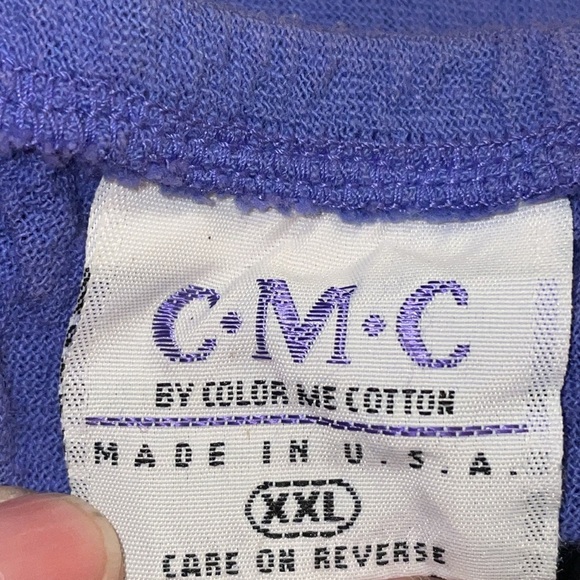 C·M·C
BY COLOR ME COTTON
MADE IN U.S.A.
XXL
CARE ON REVERSE